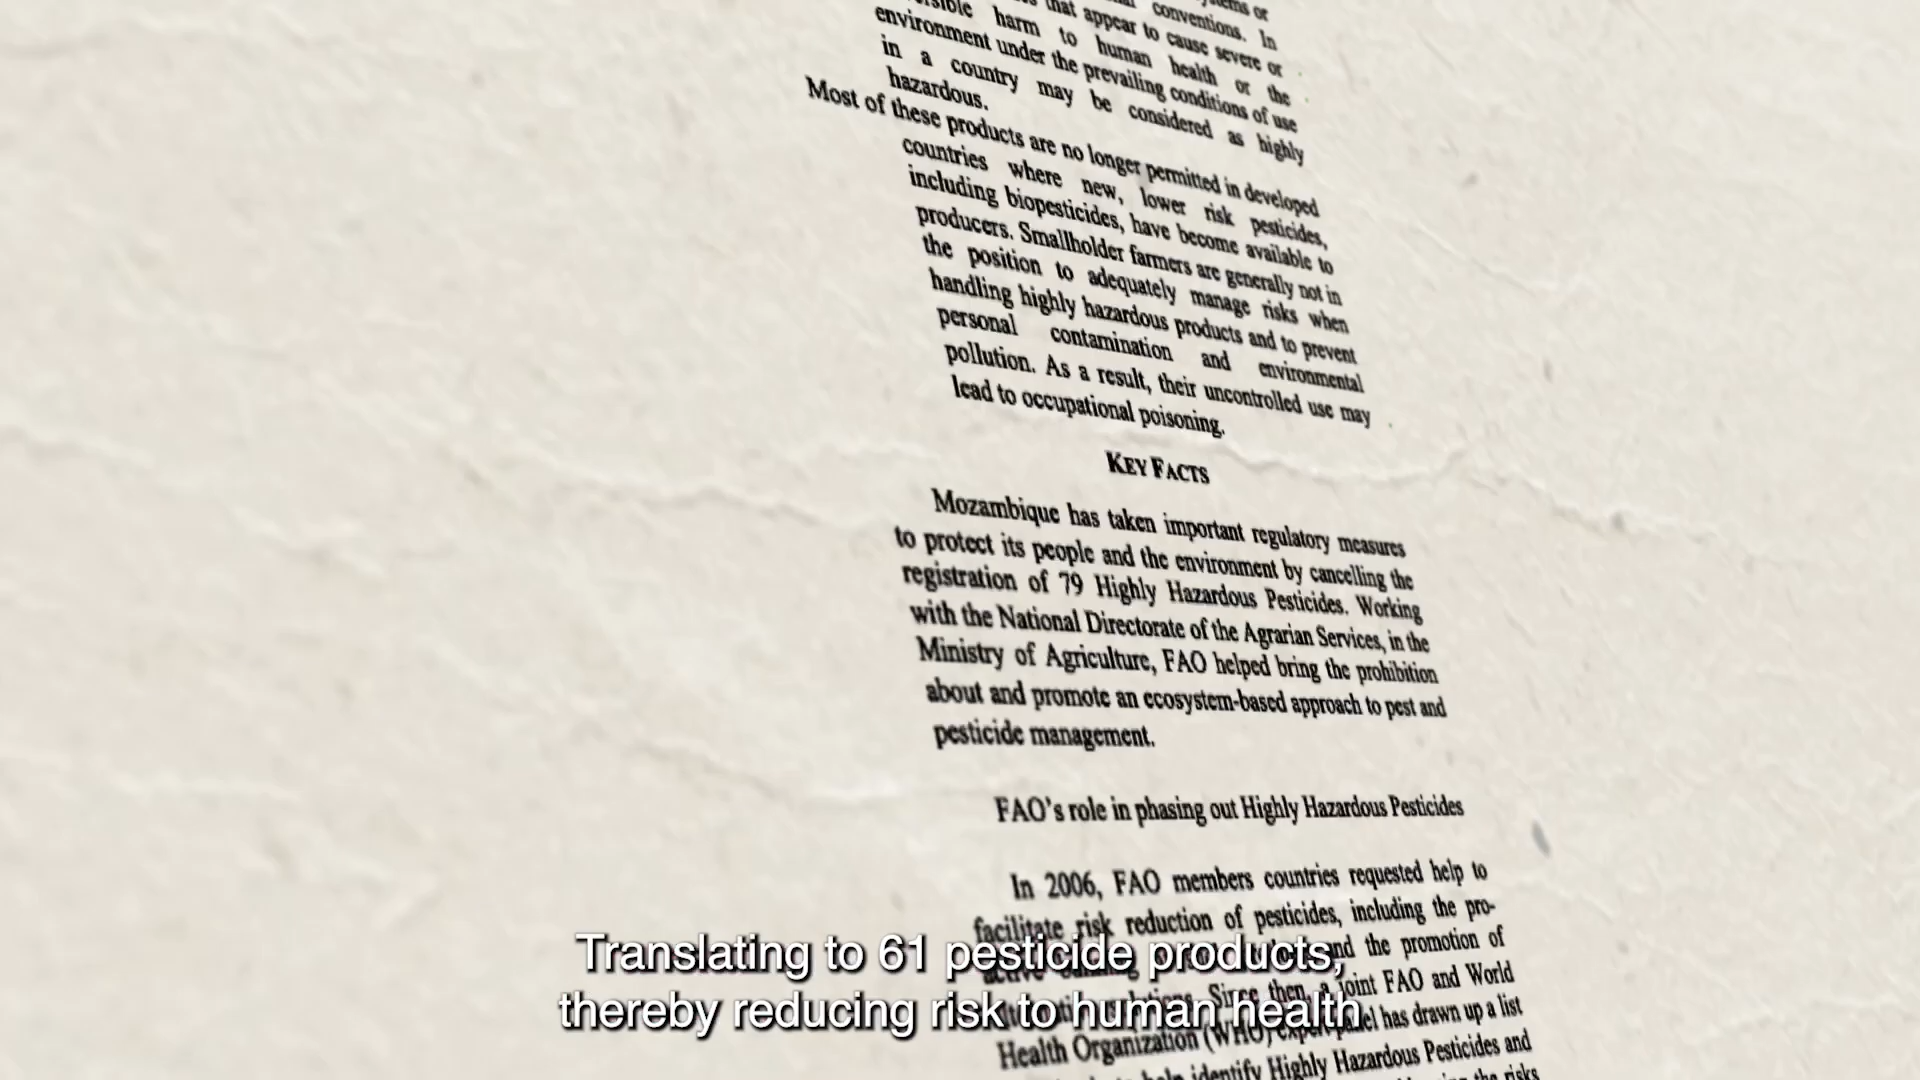 conventions. In
that appear to cause severe or
harm to human health or the
environment under the prevailing conditions of use
in a country may be considered as highly
hazardous.
Most of these products are no longer permitted in developed
countries where new, lower risk pesticides,
including biopesticides, have become available to
producers. Smallholder farmers are generally not in
the position to adequately manage risks when
handling highly hazardous products and to prevent
personal contamination and environmental
pollution. As a result, their uncontrolled use may
lead to occupational poisoning.
KEY FACTS
Mozambique has taken important regulatory measures
to protect its people and the environment by cancelling the
registration of 79 Highly Hazardous Pesticides. Working
with the National Directorate of the Agrarian Services, in the
Ministry of Agriculture, FAO helped bring the prohibition
about and promote an ecosystem-based approach to pest and
pesticide management.
FAO's role in phasing out Highly Hazardous Pesticides
In 2006, FAO members countries requested help to
facilitate risk reduction of pesticides, including the pro-
and the promotion of
Since then, a joint FAO and World
Health Organization (WHO) expert panel has drawn up a list
help identify Highly Hazardous Pesticides and
the risks
Translating to 61 pesticide products,
thereby reducing risk to human health.